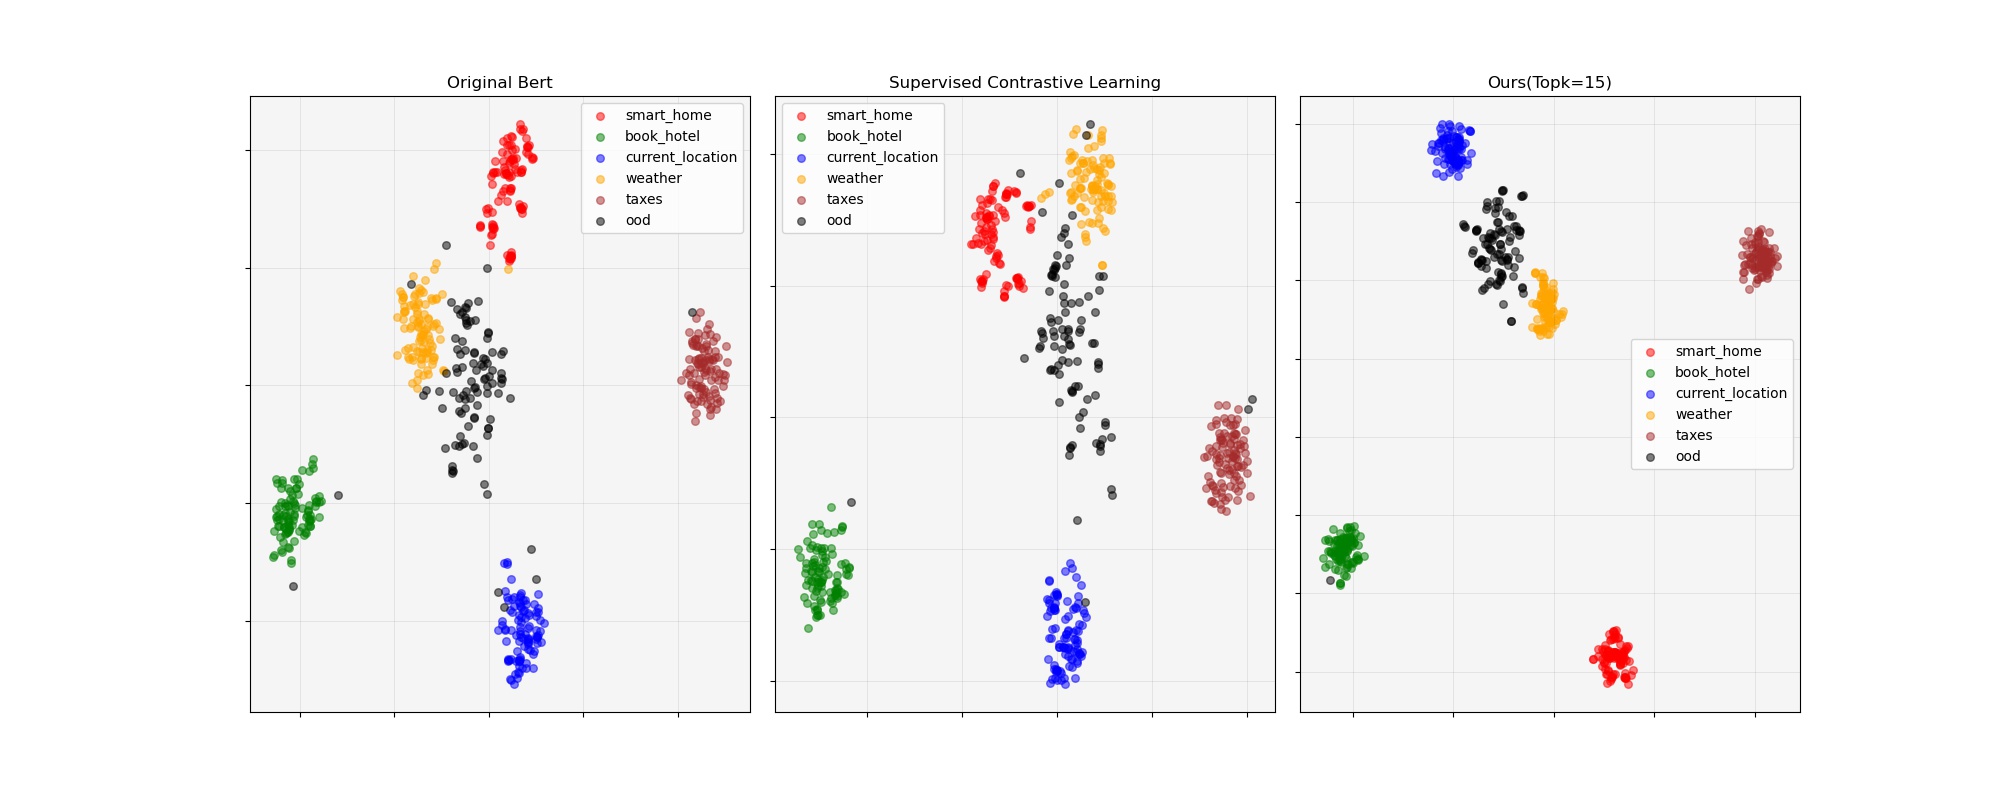 Original Bert
smart_home
book_hotel
current_location
weather
taxes
ood
Supervised Contrastive Learning
smart_home
book_hotel
current_location
weather
taxes
ood
Ours(Topk=15)
smart_home
book_hotel
current_location
weather
taxes
ood